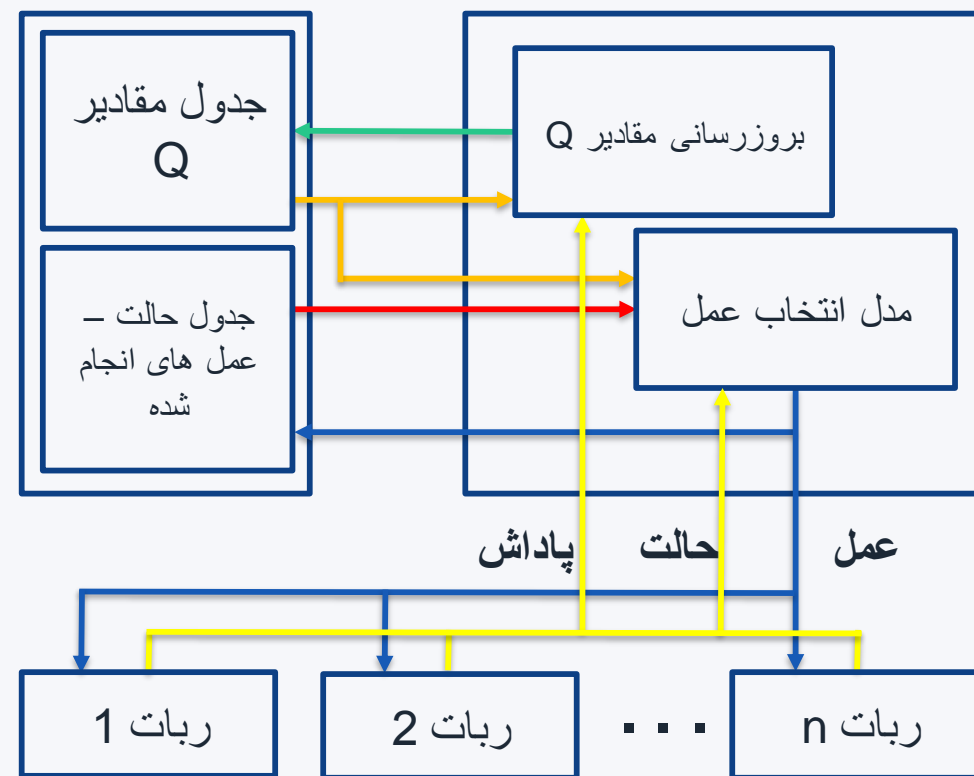 جدول مقادیر
Q
بروزرسانی مقادیر Q
جدول حالت –
عمل های انجام
شده
مدل انتخاب عمل
پاداش
حالت
عمل
ربات 1
ربات 2
. . .
ربات n